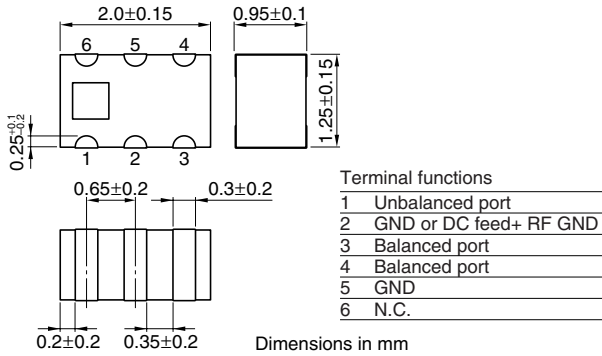 2.0±0.15
0.95±0.1
6 5 4
1.25±0.15
0.25+0.1 −0.2
1 2 3
0.65±0.2
0.3±0.2
0.2±0.2
0.35±0.2
Dimensions in mm
Terminal functions
1 Unbalanced port
2 GND or DC feed+ RF GND
3 Balanced port
4 Balanced port
5 GND
6 N.C.